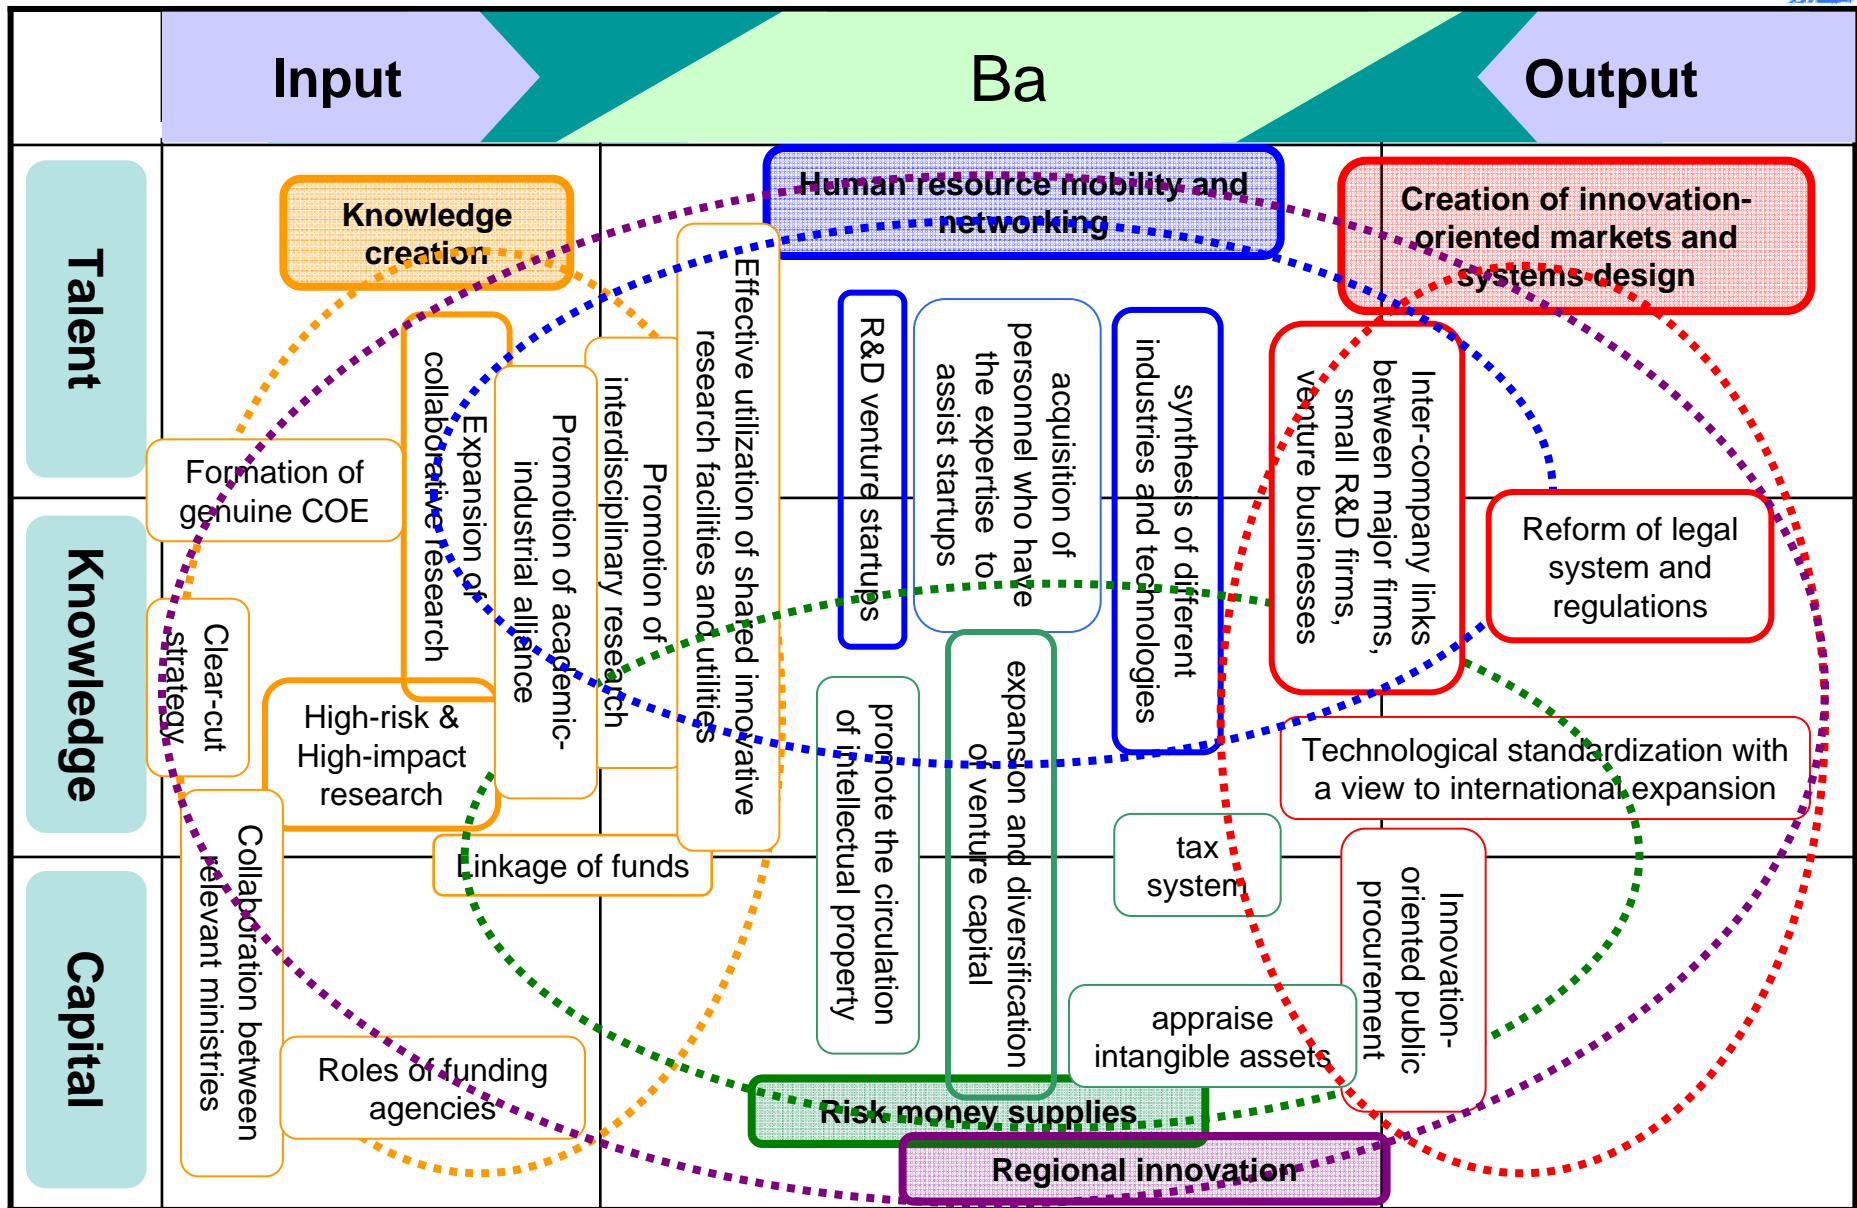 Input
Ba
Output
Talent
Knowledge
Capital
Knowledge
creation
Human resource mobility and
networking
Creation of innovation-
oriented markets and
systems design
Formation of
genuine COE
Expansion of
collaborative research
Promotion of academic-
industrial alliance
Promotion of
interdisciplinary research
Effective utilization of shared innovative
research facilities and utilities
R&D venture startups
acquisition of
personnel who have
the expertise to
assist startups
synthesis of different
industries and technologies
Inter-company links
between major firms,
small R&D firms,
venture businesses
Reform of legal
system and
regulations
Clear-cut
strategy
High-risk &
High-impact
research
Technological standardization with
a view to international expansion
Collaboration between
relevant ministries
Linkage of funds
promote the circulation
of intellectual property
expansion and diversification
of venture capital
tax
system
Innovation-
oriented public
procurement
appraise
intangible assets
Roles of funding
agencies
Risk money supplies
Regional innovation